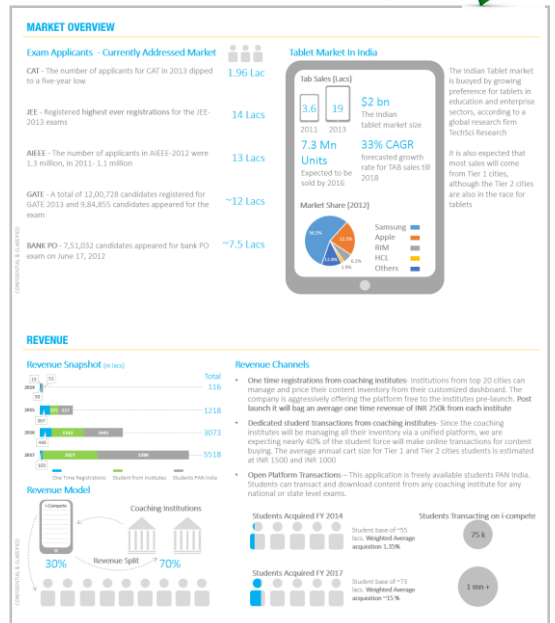 MARKET OVERVIEW
Exam Applicants - Currently Addressed Market
CAT - The number of applicants for CAT in 2013 dipped
to a five-year low
1.96 Lac
JEE - Registered highest ever registrations for the JEE-
2013 exams
14 Lacs
AIEEE - The number of applicants in AIEEE-2012 were
1.3 million, in 2011- 1.1 million
13 Lacs
GATE - A total of 12,00,728 candidates registered for
GATE 2013 and 9,84,855 candidates appeared for the
exam
~12 Lacs
BANK PO - 7,51,032 candidates appeared for bank PO
exam on June 17, 2012
~7.5 Lacs
CONFIDENTIAL & CLASSIFIED
Tablet Market In India
Tab Sales (Lacs)
3.6
19
2011
2013
$2 bn
The Indian
tablet market size
7.3 Mn
Units
Expected to be
sold by 2016
33% CAGR
forecasted growth
rate for TAB sales till
2018
Market Share (2012)
Samsung
Apple
RIM
HCL
Others
The Indian Tablet market
is buoyed by growing
preference for tablets in
education and enterprise
sectors, according to a
global research firm
TechSci Research
It is also expected that
most sales will come
from Tier 1 cities,
although the Tier 2 cities
are also in the race for
tablets
REVENUE
Revenue Snapshot (in lacs)
Total
2014
116
2015
1218
2016
3073
2017
5518
One Time Registrations
Student from Institutes
Students PAN India
Revenue Model
i-Compete
Coaching Institutions
30%
Revenue Split
70%
CONFIDENTIAL & CLASSIFIED
Revenue Channels
• One time registrations from coaching institutes- Institutions from top 20 cities can
manage and price their content inventory from their customized dashboard. The
company is aggressively offering the platform free to the institutes pre-launch. Post
launch it will bag an average one time revenue of INR 250k from each institute
• Dedicated student transactions from coaching institutes- Since the coaching
institutes will be managing all their inventory via a unified platform, we are
expecting nearly 40% of the student force will make online transactions for content
buying. The average annual cart size for Tier 1 and Tier 2 cities students is estimated
at INR 1500 and INR 1000
• Open Platform Transactions – This application is freely available students PAN India.
Students can transact and download content from any coaching institute for any
national or state level exams.
Students Acquired FY 2014
Student base of ~55
lacs. Weighted Average
acquisition 1.35%
Students Transacting on i-compete
75 k
Students Acquired FY 2017
Student base of ~73
lacs. Weighted Average
acquisition ~15 %
1 mn +